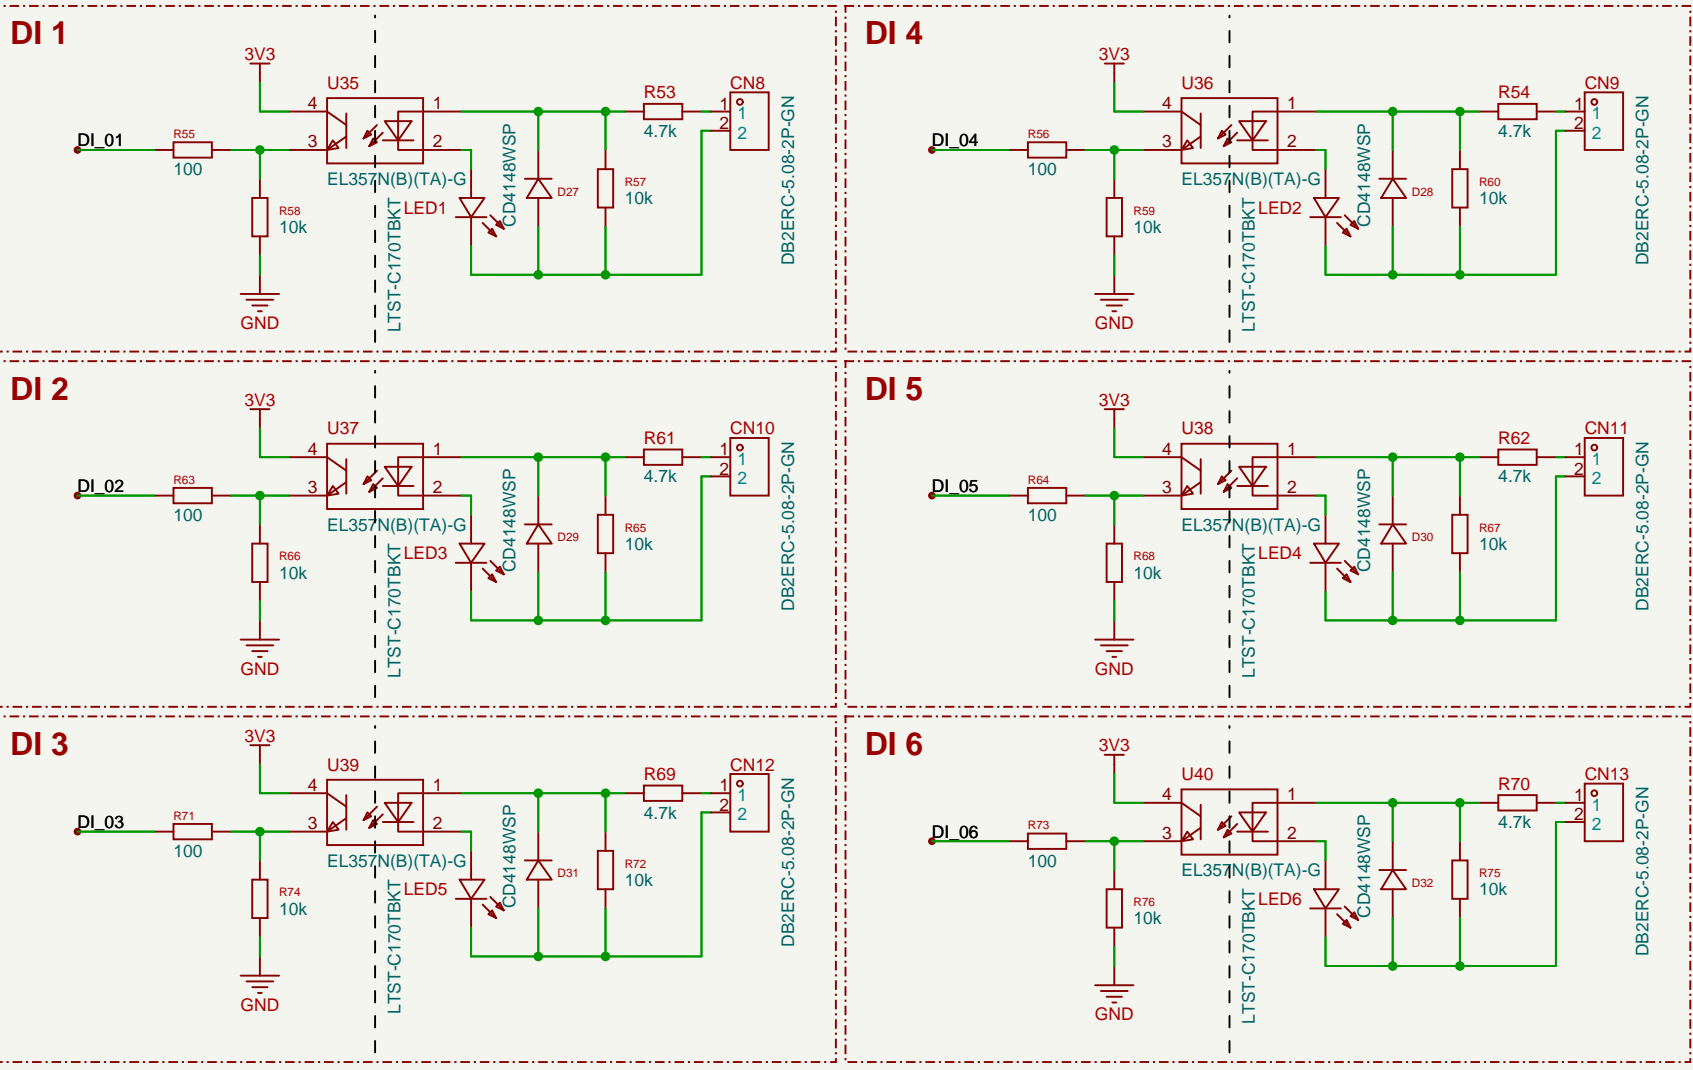 DI 1
3V3
U35
4
3
1
2
DI_01
R55
100
R58
10k
GND
EL357N(B)(TA)-G
LED1
LTST-C170TBKT
CD4148WSP
D27
R57
10k
R53
4.7k
CN8
1
2
1
2
DB2ERC-5.08-2P-GN
DI 4
3V3
U36
4
3
1
2
DI_04
R56
100
R59
10k
GND
EL357N(B)(TA)-G
LED2
LTST-C170TBKT
CD4148WSP
D28
R60
10k
R54
4.7k
CN9
1
2
1
2
DB2ERC-5.08-2P-GN
DI 2
3V3
U37
4
3
1
2
DI_02
R63
100
R66
10k
GND
EL357N(B)(TA)-G
LED3
LTST-C170TBKT
CD4148WSP
D29
R65
10k
R61
4.7k
CN10
1
2
1
2
DB2ERC-5.08-2P-GN
DI 5
3V3
U38
4
3
1
2
DI_05
R64
100
R68
10k
GND
EL357N(B)(TA)-G
LED4
LTST-C170TBKT
CD4148WSP
D30
R67
10k
R62
4.7k
CN11
1
2
1
2
DB2ERC-5.08-2P-GN
DI 3
3V3
U39
4
3
1
2
DI_03
R71
100
R74
10k
GND
EL357N(B)(TA)-G
LED5
LTST-C170TBKT
CD4148WSP
D31
R72
10k
R69
4.7k
CN12
1
2
1
2
DB2ERC-5.08-2P-GN
DI 6
3V3
U40
4
3
1
2
DI_06
R73
100
R76
10k
GND
EL357N(B)(TA)-G
LED6
LTST-C170TBKT
CD4148WSP
D32
R75
10k
R70
4.7k
CN13
1
2
1
2
DB2ERC-5.08-2P-GN